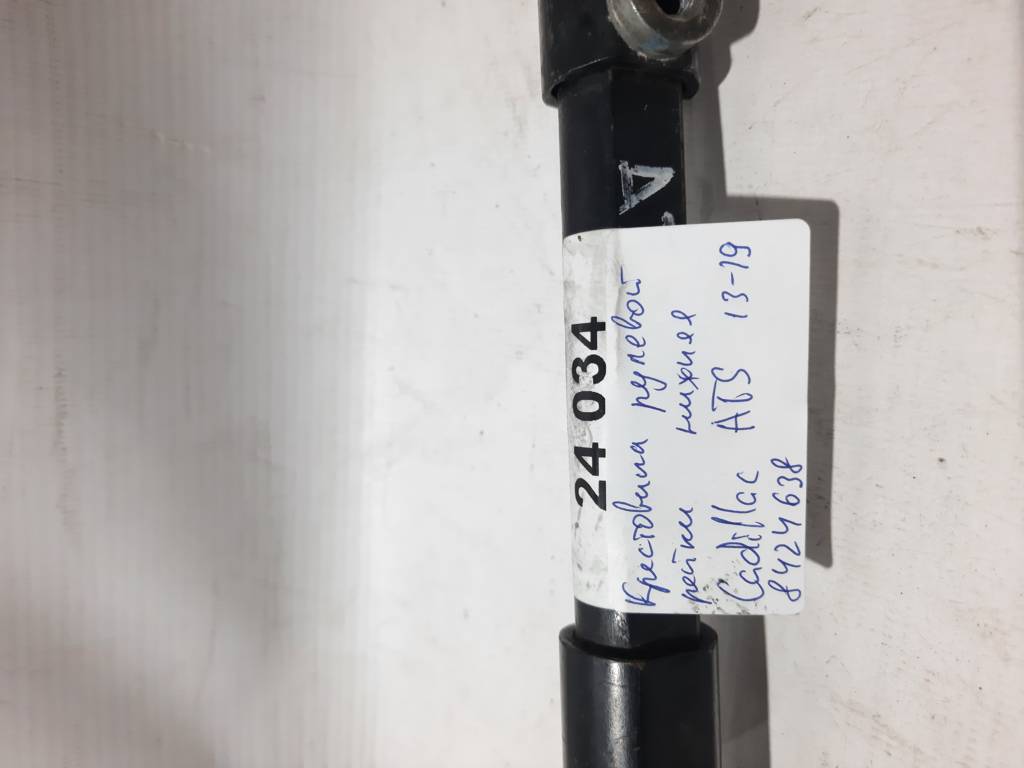 24 034
Крестовина рулевой
рейки нижняя
Cadillac ATS 13-19
8424638